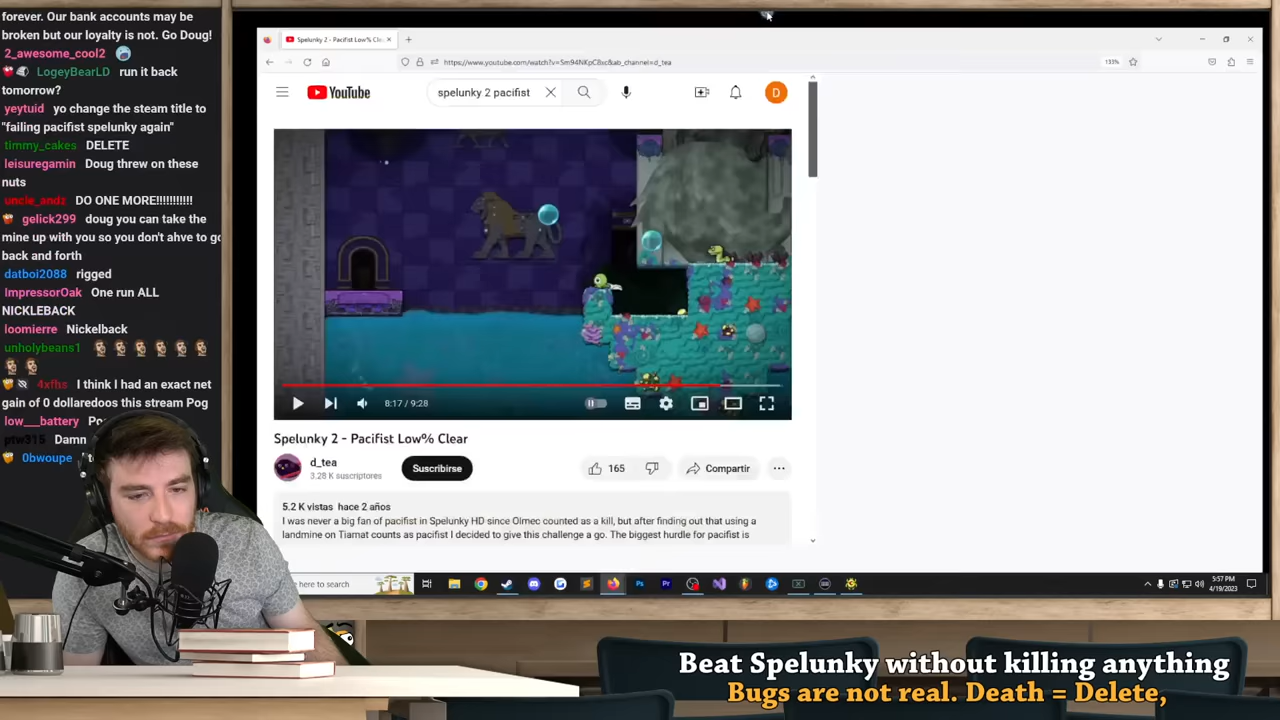 forever. Our bank accounts may be
broken but our loyalty is not. Go Doug!
2_awesome_cool2
LogeyBearLD run it back
tomorrow?
yeytuid yo change the steam title to
"failing pacifist spelunky again"
timmy_cakes DELETE
leisuregamin Doug threw on these
nuts
uncle_andz DO ONE MORE!!!!!!!!!!!
gelick299 doug you can take the
mine up with you so you don't ahve to go
back and forth
datboi2088 rigged
ImpressorOak One run ALL
NICKLEBACK
loomierre Nickelback
unholybeans1
4xfhs I think I had an exact net
gain of 0 dollaredoos this stream Pog
low__battery
ptw315 Damn
0bwoupe
Spelunky 2 - Pacifist Low% Cle
https://www.youtube.com/watch?v=Sm94NKpC8xc&ab_channel=d_tea
133%
YouTube
spelunky 2 pacifist
D
8:17 / 9:28
Spelunky 2 - Pacifist Low% Clear
d_tea
3.28 K suscriptores
Suscribirse
165
Compartir
5.2 K vistas hace 2 años
I was never a big fan of pacifist in Spelunky HD since Olmec counted as a kill, but after finding out that using a
landmine on Tiamat counts as pacifist I decided to give this challenge a go. The biggest hurdle for pacifist is
here to search
5:57 PM
4/19/2023
Beat Spelunky without killing anything
Bugs are not real. Death = Delete,